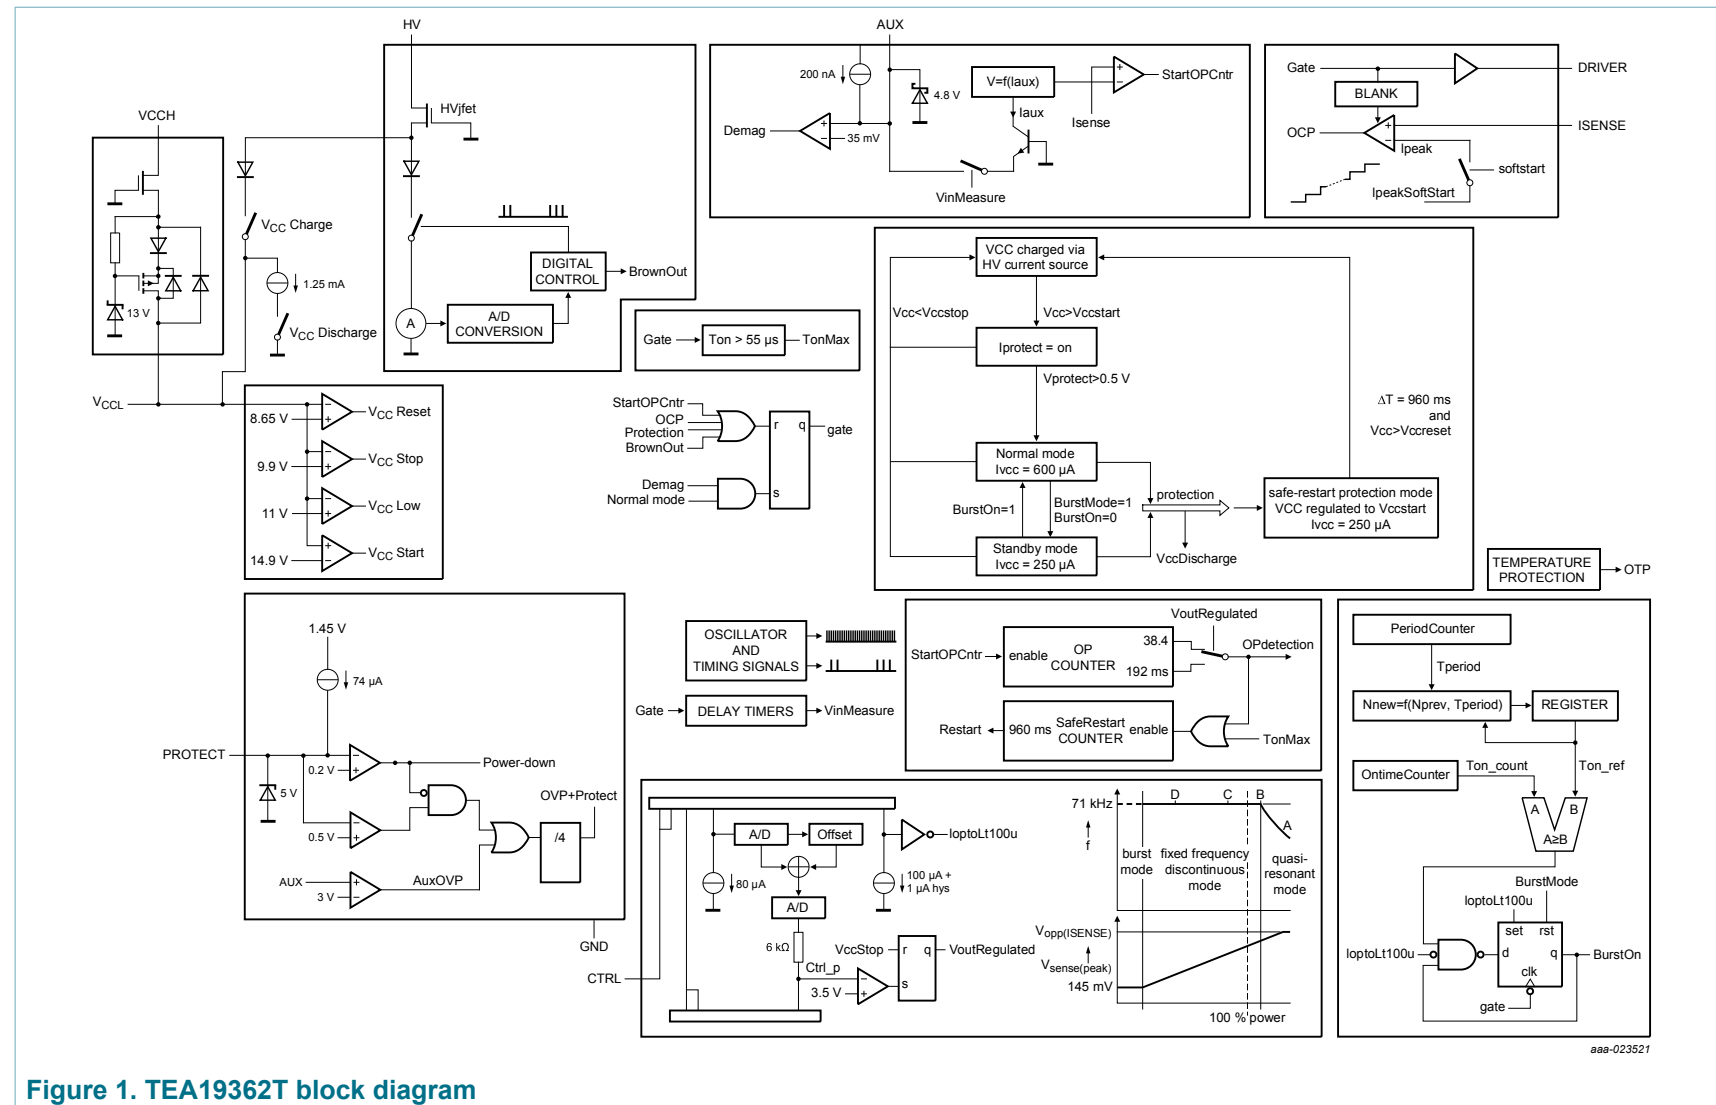 HV
AUX
VCCH
HVjfet
VCC Charge
1.25 mA
VCC Discharge
13 V
DIGITAL
CONTROL
BrownOut
A
A/D
CONVERSION
200 nA
4.8 V
V=f(Iaux)
StartOPCntr
Iaux
Isense
Demag
35 mV
VinMeasure
Gate
DRIVER
BLANK
OCP
ISENSE
Ipeak
softstart
IpeakSoftStart
Gate
Ton > 55 µs
TonMax
VCCL
8.65 V
VCC Reset
9.9 V
VCC Stop
11 V
VCC Low
14.9 V
VCC Start
StartOPCntr
OCP
Protection
BrownOut
r
q
gate
Demag
Normal mode
s
VCC charged via
HV current source
Vcc<Vccstop
Vcc>Vccstart
Iprotect = on
Vprotect>0.5 V
ΔT = 960 ms
and
Vcc>Vccreset
Normal mode
Ivcc = 600 µA
BurstOn=1
BurstMode=1
BurstOn=0
protection
safe-restart protection mode
VCC regulated to Vccstart
Ivcc = 250 µA
Standby mode
Ivcc = 250 µA
VccDischarge
TEMPERATURE
PROTECTION
OTP
1.45 V
74 µA
PROTECT
0.2 V
Power-down
5 V
OVP+Protect
0.5 V
/4
AUX
AuxOVP
3 V
GND
OSCILLATOR
AND
TIMING SIGNALS
Gate
DELAY TIMERS
VinMeasure
VoutRegulated
StartOPCntr
enable
OP
COUNTER
38.4
192 ms
OPdetection
Restart
960 ms
SafeRestart
COUNTER
enable
TonMax
PeriodCounter
Tperiod
Nnew=f(Nprev, Tperiod)
REGISTER
OntimeCounter
Ton_count
Ton_ref
A
B
A≥B
BurstMode
IoptoLt100u
set
rst
IoptoLt100u
d
q
BurstOn
clk
gate
CTRL
A/D
Offset
IoptoLt100u
80 µA
100 µA +
1 µA hys
A/D
6 kΩ
VccStop
r
q
VoutRegulated
Ctrl_p
3.5 V
s
71 kHz
f
D
C
B
A
burst
mode
fixed frequency
discontinuous
mode
quasi-
resonant
mode
Vopp(ISENSE)
Vsense(peak)
145 mV
100 % power
aaa-023521
Figure 1. TEA19362T block diagram